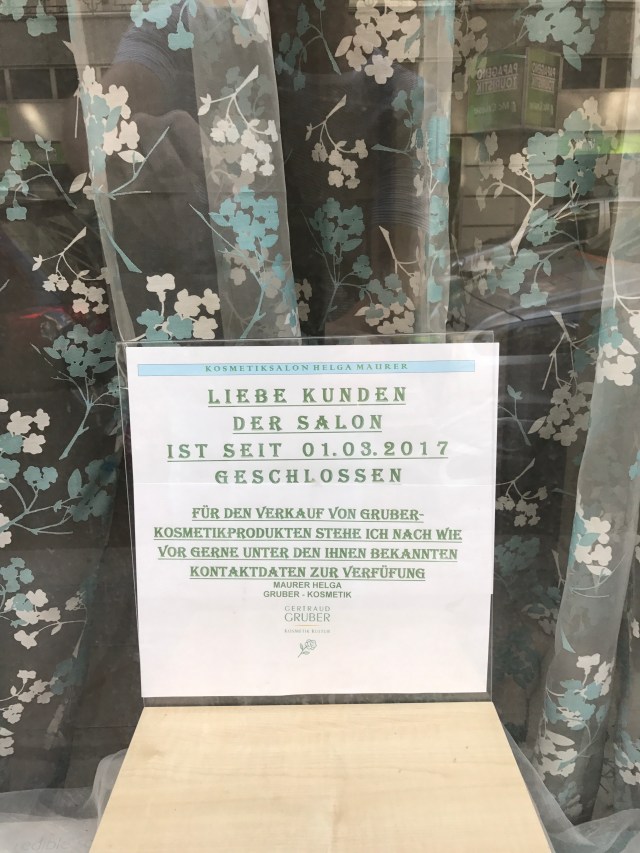 KOSMETIKSALON HELGA MAURER
LIEBE KUNDEN
DER SALON
IST SEIT 01.03.2017
GESCHLOSSEN
FÜR DEN VERKAUF VON GRUBER-
KOSMETIKPRODUKTEN STEHE ICH NACH WIE
VOR GERNE UNTER DEN IHNEN BEKANNTEN
KONTAKTDATEN ZUR VERFÜFUNG
MAURER HELGA
GRUBER - KOSMETIK
GERTRAUD
GRUBER
KOSMETIK KULTUR